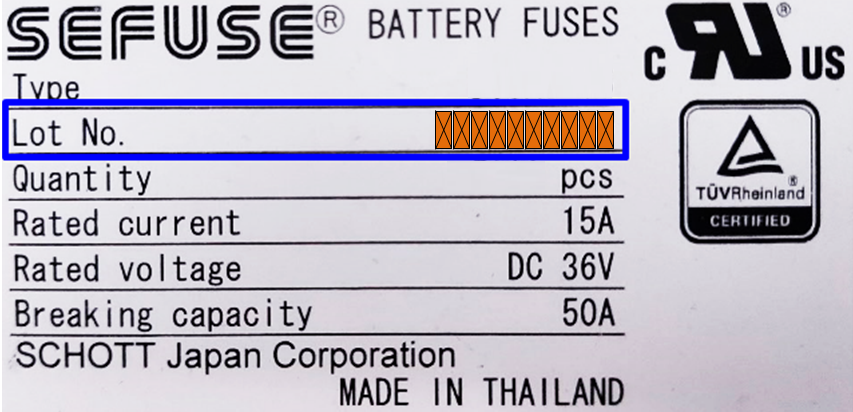 SEFUSE® BATTERY FUSES
Type
Lot No.
Quantity pcs
Rated current 15A
Rated voltage DC 36V
Breaking capacity 50A
SCHOTT Japan Corporation
MADE IN THAILAND
C RU® US
TÜVRheinland®
CERTIFIED